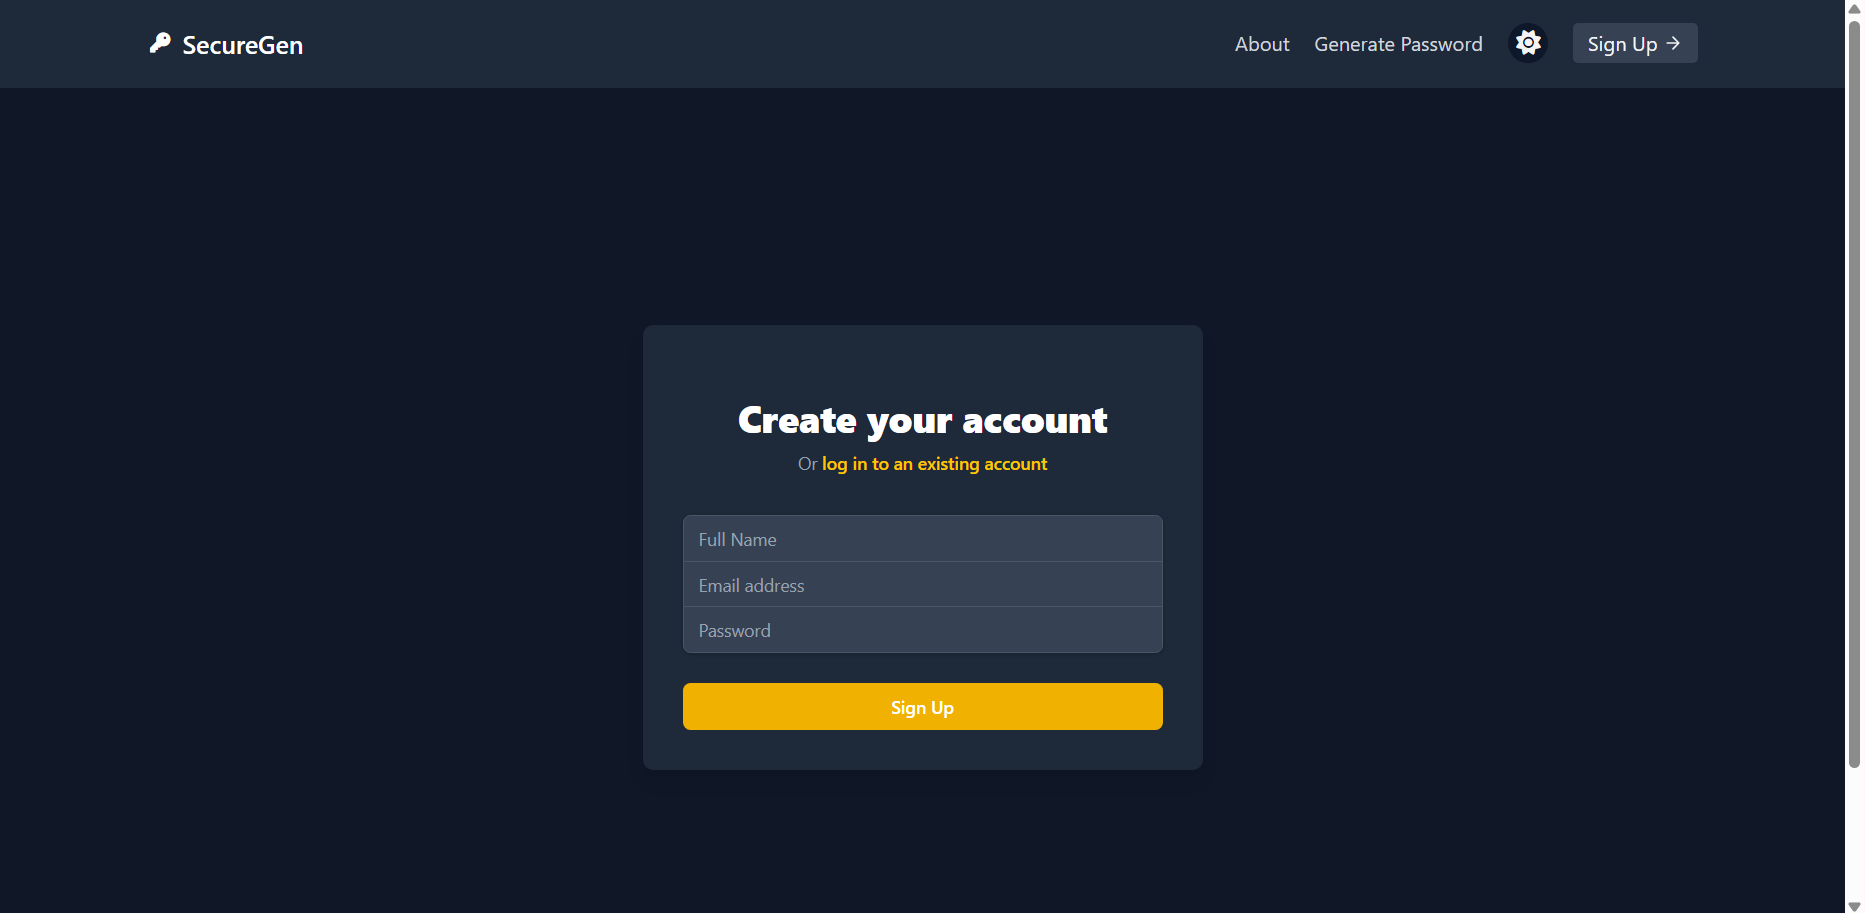 SecureGen
About
Generate Password
Sign Up →
Create your account
Or log in to an existing account
Full Name
Email address
Password
Sign Up